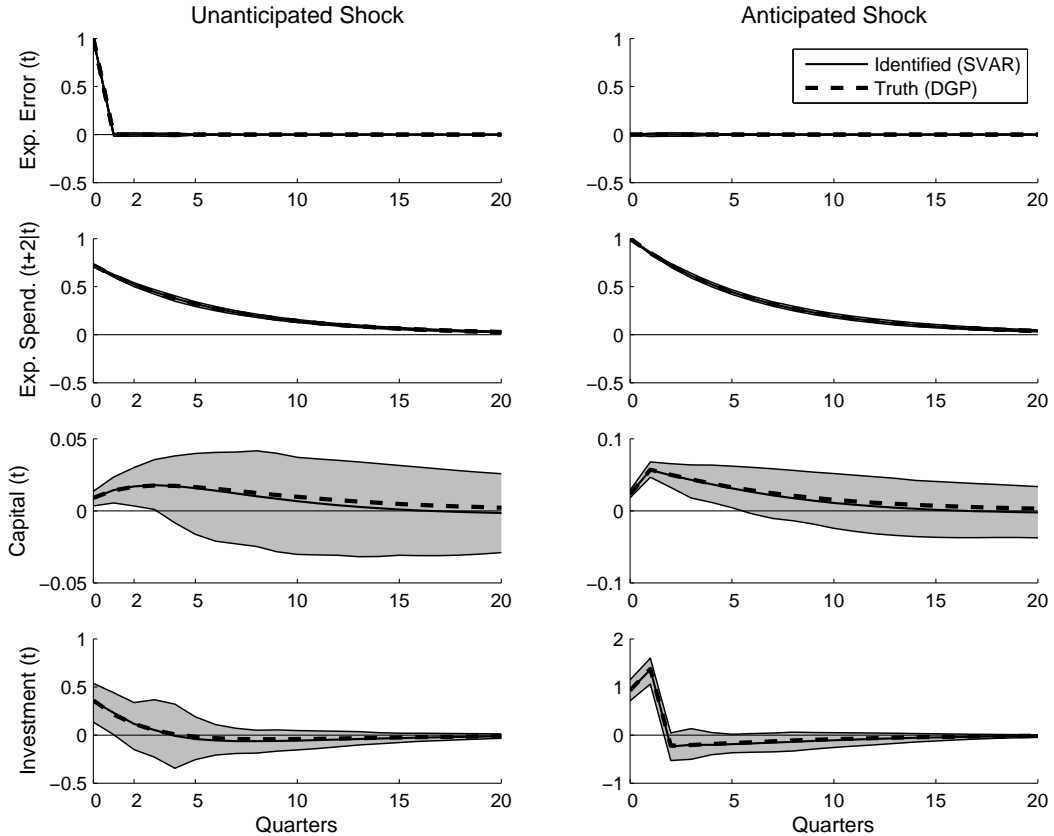 Unanticipated Shock
Anticipated Shock
Exp. Error (t)
1
0.5
0
−0.5
0 2 5 10 15 20
1
0.5
0
−0.5
0 5 10 15 20
Identified (SVAR)
Truth (DGP)
Exp. Spend. (t+2|t)
1
0.5
0
−0.5
0 2 5 10 15 20
1
0.5
0
−0.5
0 5 10 15 20
Capital (t)
0.05
0
−0.05
0 2 5 10 15 20
0.1
0
−0.1
0 5 10 15 20
Investment (t)
1
0.5
0
−0.5
0 2 5 10 15 20
Quarters
2
1
0
−1
0 5 10 15 20
Quarters